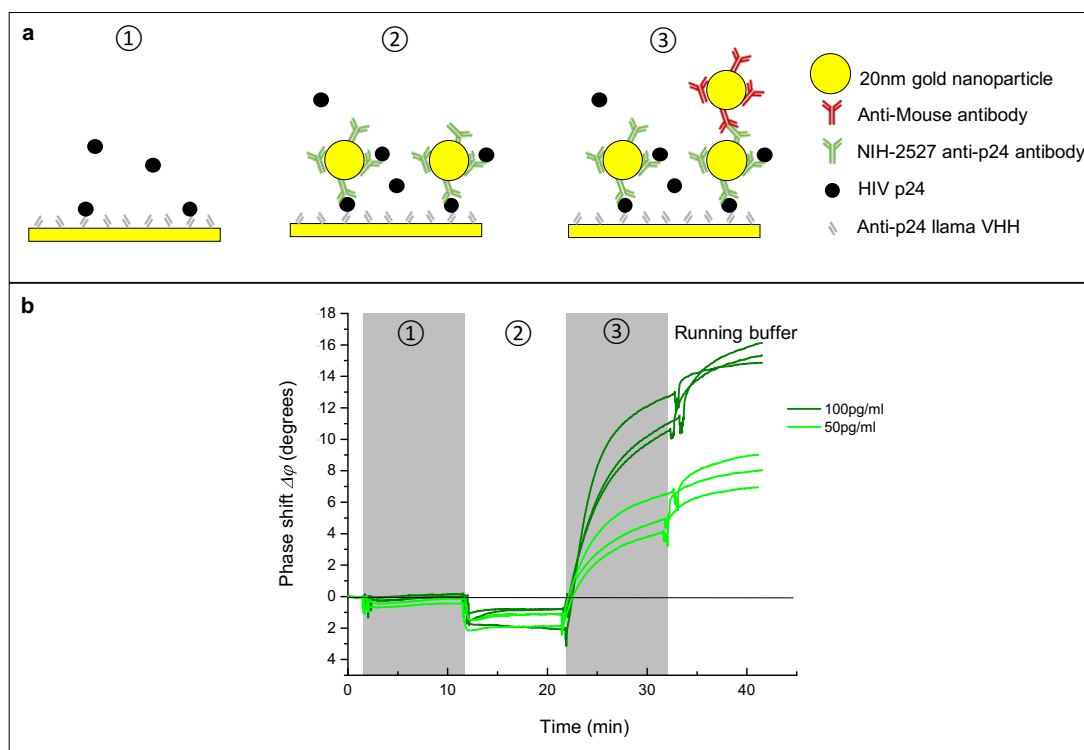 a
① ② ③
20nm gold nanoparticle
Anti-Mouse antibody
NIH-2527 anti-p24 antibody
HIV p24
Anti-p24 llama VHH
b
① ② ③ Running buffer
100pg/ml
50pg/ml
Phase shift Δφ (degrees)
18
16
14
12
10
8
6
4
2
0
2
4
0 10 20 30 40
Time (min)